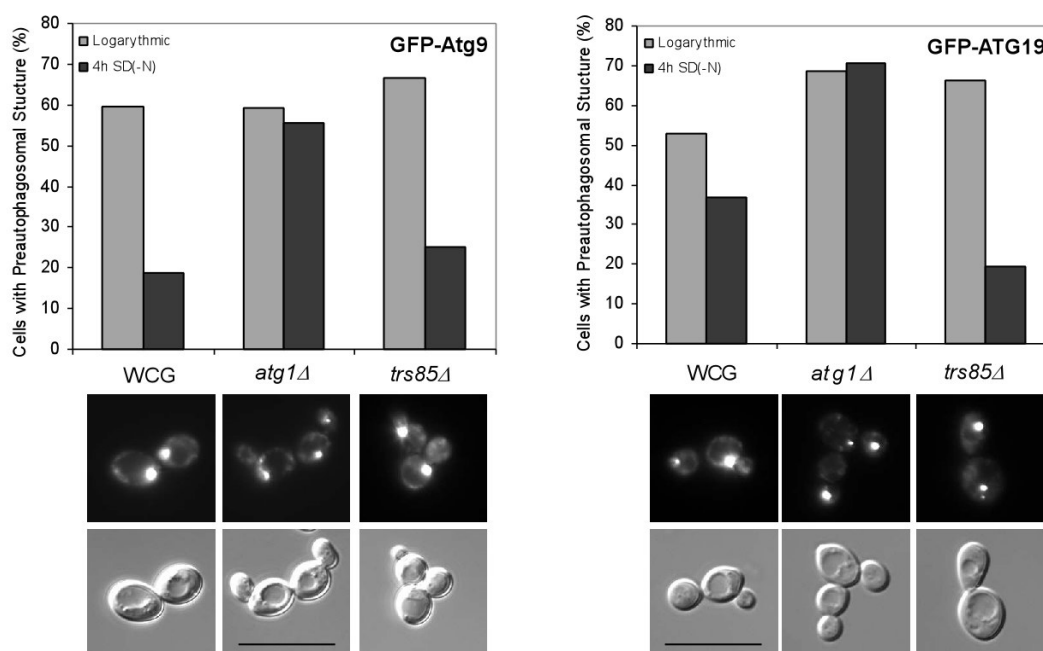 Cells with Preautophagosomal Stucture (%)
80
70
60
50
40
30
20
10
0
Logarythmic
4h SD(-N)
GFP-Atg9
WCG
atg1Δ
trs85Δ
Cells with Preautophagosomal Stucture (%)
80
70
60
50
40
30
20
10
0
Logarythmic
4h SD(-N)
GFP-ATG19
WCG
atg1Δ
trs85Δ